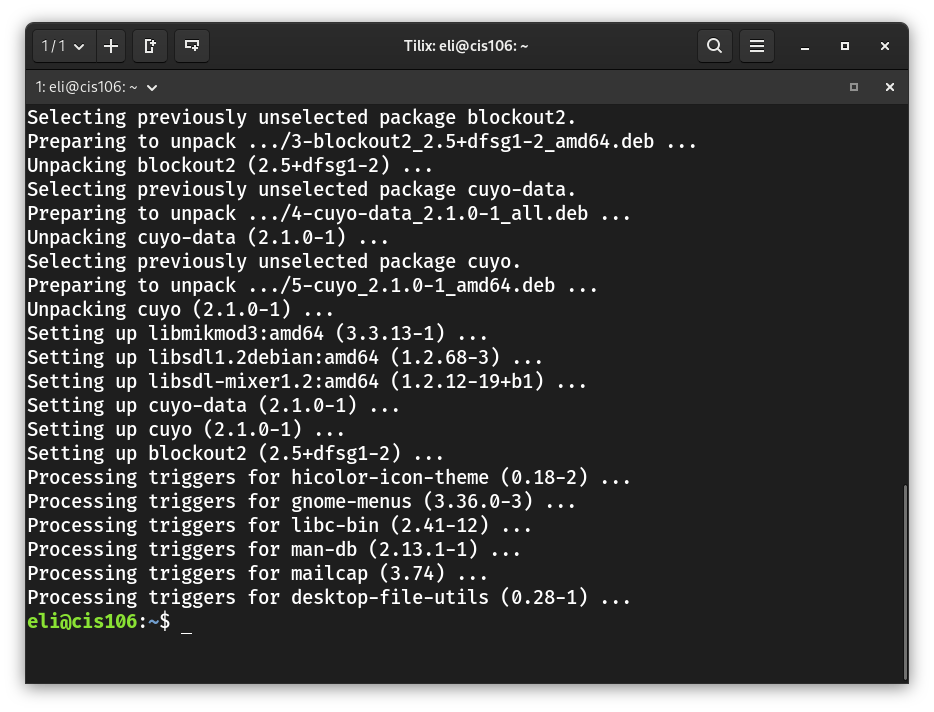 1 / 1
Tilix: eli@cis106: ~
1: eli@cis106: ~
Selecting previously unselected package blockout2.
Preparing to unpack .../3-blockout2_2.5+dfsg1-2_amd64.deb ...
Unpacking blockout2 (2.5+dfsg1-2) ...
Selecting previously unselected package cuyo-data.
Preparing to unpack .../4-cuyo-data_2.1.0-1_all.deb ...
Unpacking cuyo-data (2.1.0-1) ...
Selecting previously unselected package cuyo.
Preparing to unpack .../5-cuyo_2.1.0-1_amd64.deb ...
Unpacking cuyo (2.1.0-1) ...
Setting up libmikmod3:amd64 (3.3.13-1) ...
Setting up libsdl1.2debian:amd64 (1.2.68-3) ...
Setting up libsdl-mixer1.2:amd64 (1.2.12-19+b1) ...
Setting up cuyo-data (2.1.0-1) ...
Setting up cuyo (2.1.0-1) ...
Setting up blockout2 (2.5+dfsg1-2) ...
Processing triggers for hicolor-icon-theme (0.18-2) ...
Processing triggers for gnome-menus (3.36.0-3) ...
Processing triggers for libc-bin (2.41-12) ...
Processing triggers for man-db (2.13.1-1) ...
Processing triggers for mailcap (3.74) ...
Processing triggers for desktop-file-utils (0.28-1) ...
eli@cis106:~$ _